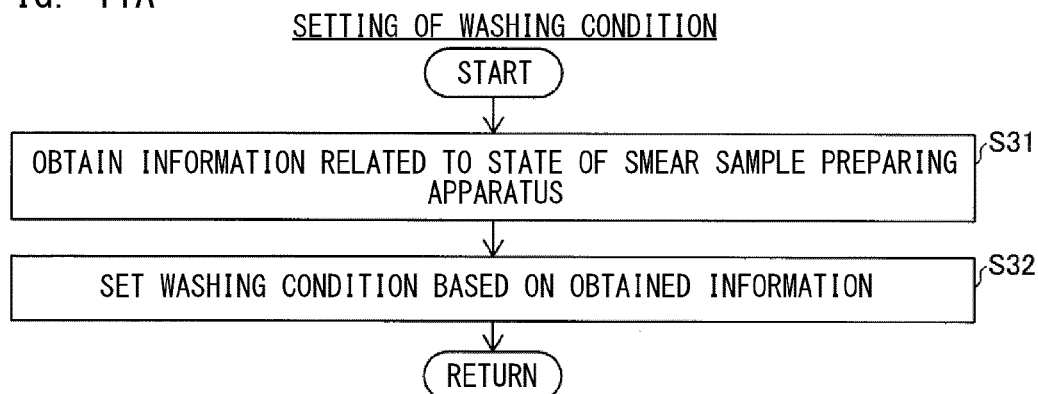 SETTING OF WASHING CONDITION
START
S31
OBTAIN INFORMATION RELATED TO STATE OF SMEAR SAMPLE PREPARING
APPARATUS
S32
SET WASHING CONDITION BASED ON OBTAINED INFORMATION
RETURN